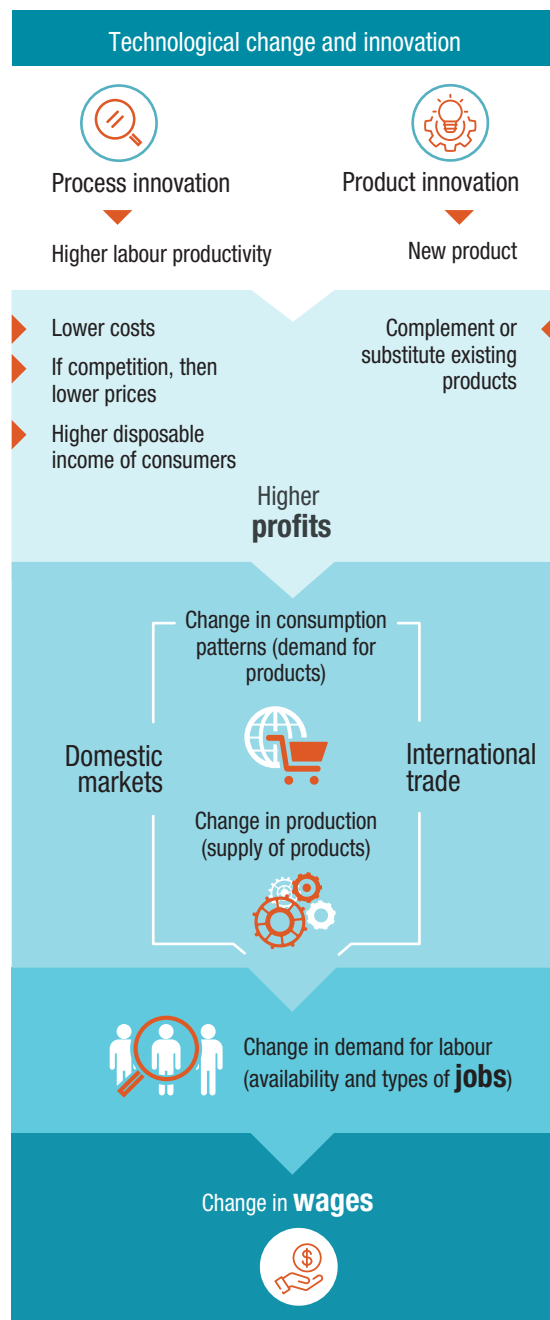 Technological change and innovation
Process innovation
Higher labour productivity
Product innovation
New product
Lower costs
If competition, then
lower prices
Higher disposable
income of consumers
Complement or
substitute existing
products
Higher
profits
Change in consumption
patterns (demand for
products)
Domestic
markets
International
trade
Change in production
(supply of products)
Change in demand for labour
(availability and types of jobs)
Change in wages
$